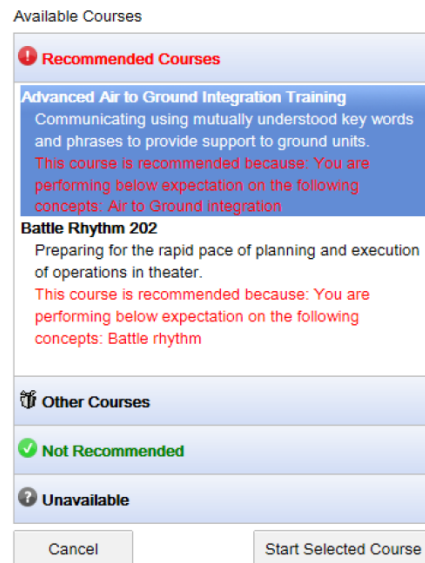 Available Courses
Recommended Courses
Advanced Air to Ground Integration Training
Communicating using mutually understood key words
and phrases to provide support to ground units.
This course is recommended because: You are
performing below expectation on the following
concepts: Air to Ground integration
Battle Rhythm 202
Preparing for the rapid pace of planning and execution
of operations in theater.
This course is recommended because: You are
performing below expectation on the following
concepts: Battle rhythm
Other Courses
Not Recommended
Unavailable
Cancel Start Selected Course